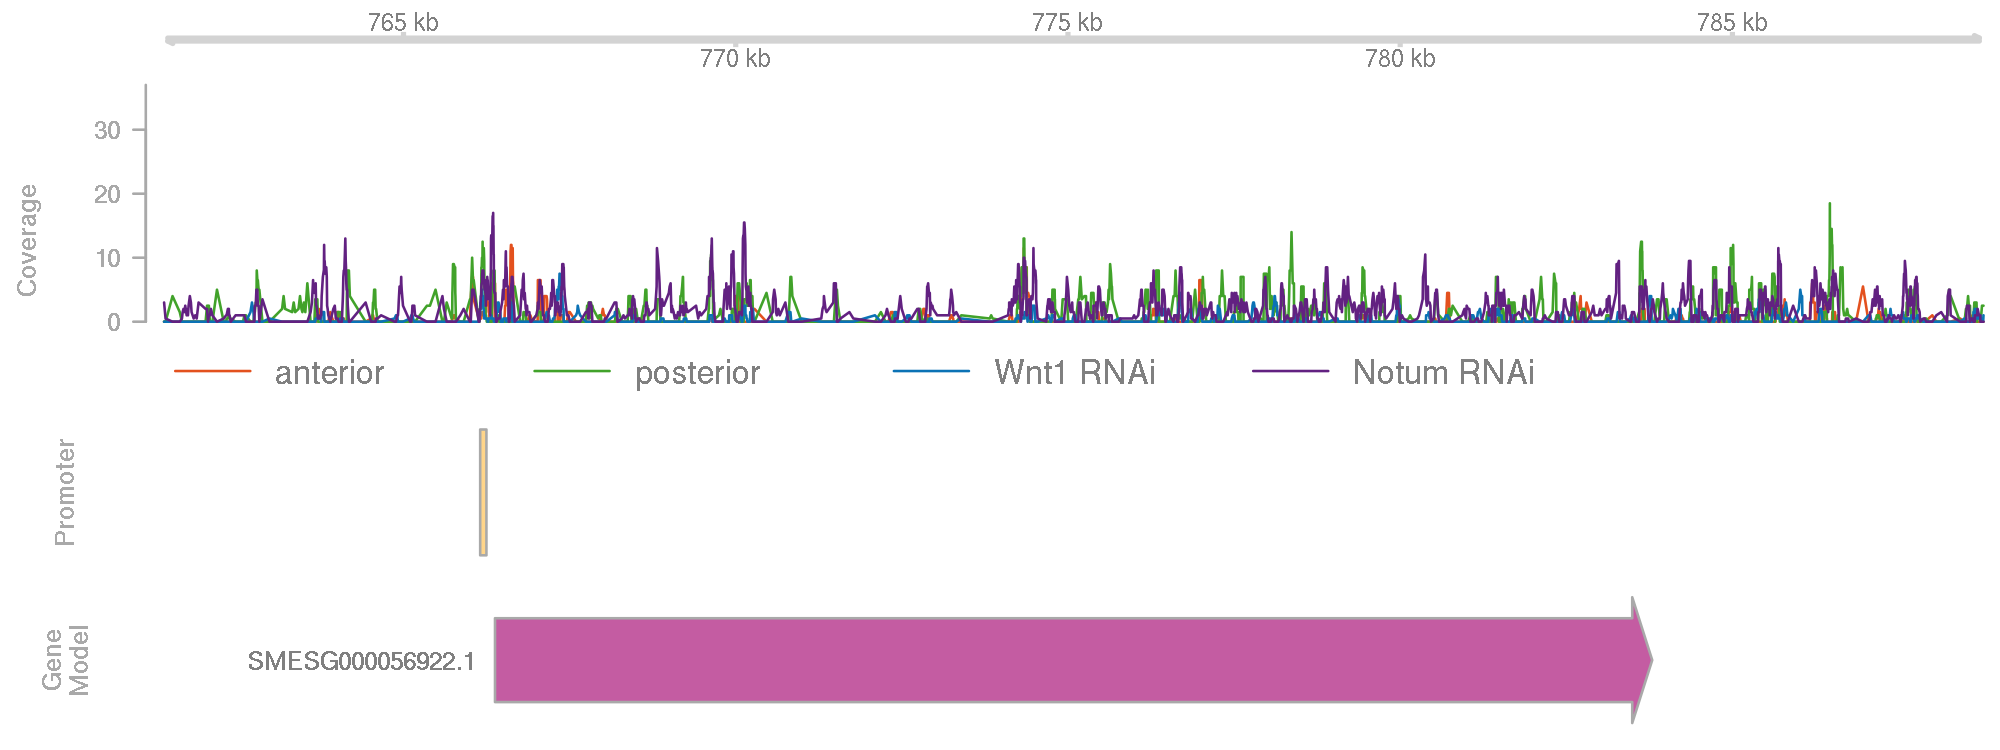 765 kb
775 kb
785 kb
770 kb
780 kb
Coverage
30
20
10
0
anterior
posterior
Wnt1 RNAi
Notum RNAi
Promoter
Gene
Model
SMESG000056922.1